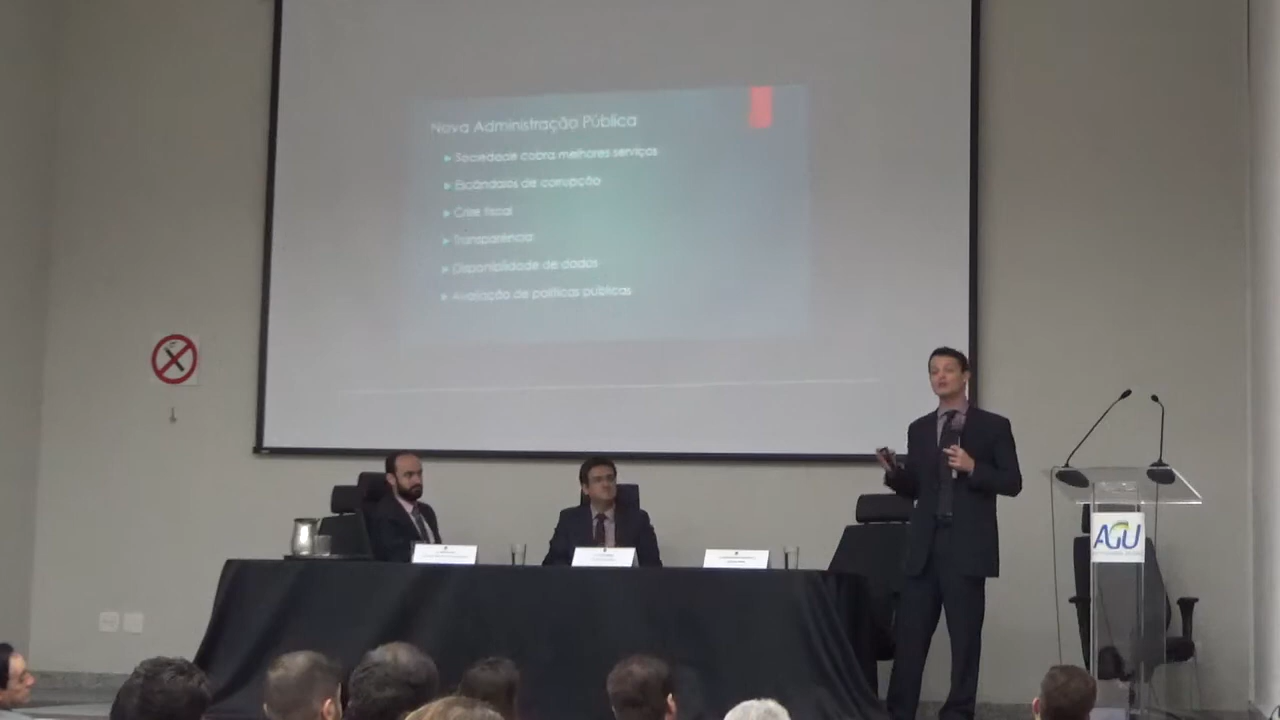 Nova Administração Pública
Sociedade cobra melhores serviços
Escândalos de corrupção
Crise fiscal
Transparência
Disponibilidade de dados
Avaliação de políticas públicas
AGU